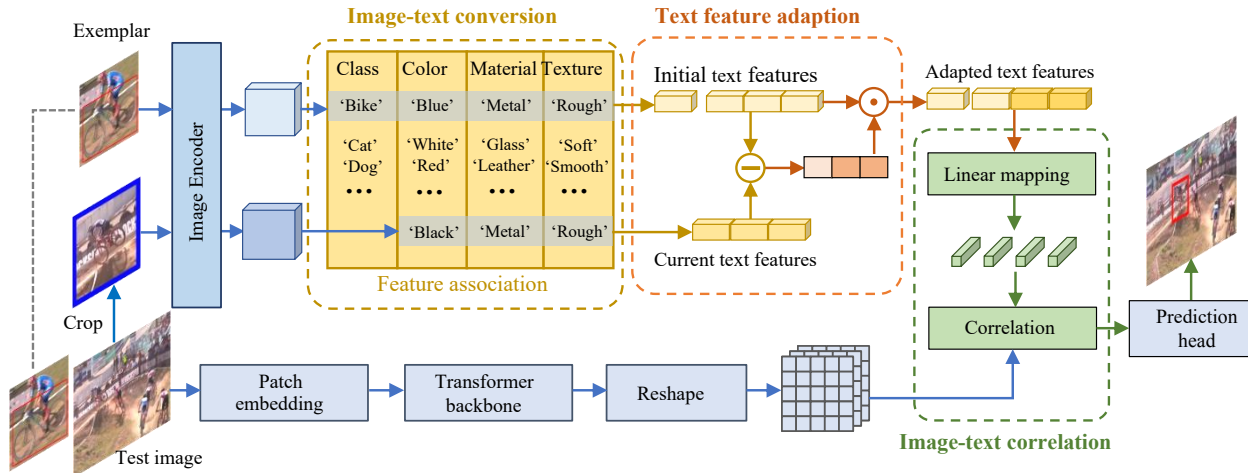 Image-text conversion
Text feature adaption
Exemplar
Image Encoder
Class Color Material Texture
‘Bike’ ‘Blue’ ‘Metal’ ‘Rough’
‘Cat’ ‘White’ ‘Glass’ ‘Soft’
‘Dog’ ‘Red’ ‘Leather’ ‘Smooth’
••• ••• ••• •••
‘Black’ ‘Metal’ ‘Rough’
Feature association
Initial text features
Current text features
Adapted text features
Linear mapping
Correlation
Prediction
head
Image-text correlation
Crop
Test image
Patch
embedding
Transformer
backbone
Reshape